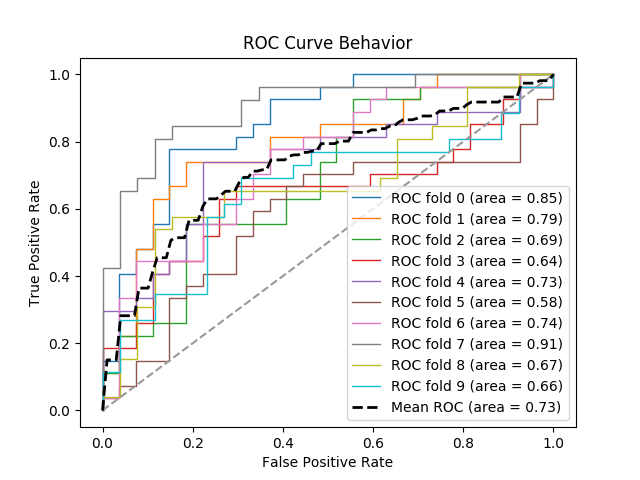 ROC Curve Behavior
True Positive Rate
1.0
0.8
0.6
0.4
0.2
0.0
ROC fold 0 (area = 0.85)
ROC fold 1 (area = 0.79)
ROC fold 2 (area = 0.69)
ROC fold 3 (area = 0.64)
ROC fold 4 (area = 0.73)
ROC fold 5 (area = 0.58)
ROC fold 6 (area = 0.74)
ROC fold 7 (area = 0.91)
ROC fold 8 (area = 0.67)
ROC fold 9 (area = 0.66)
Mean ROC (area = 0.73)
0.0 0.2 0.4 0.6 0.8 1.0
False Positive Rate